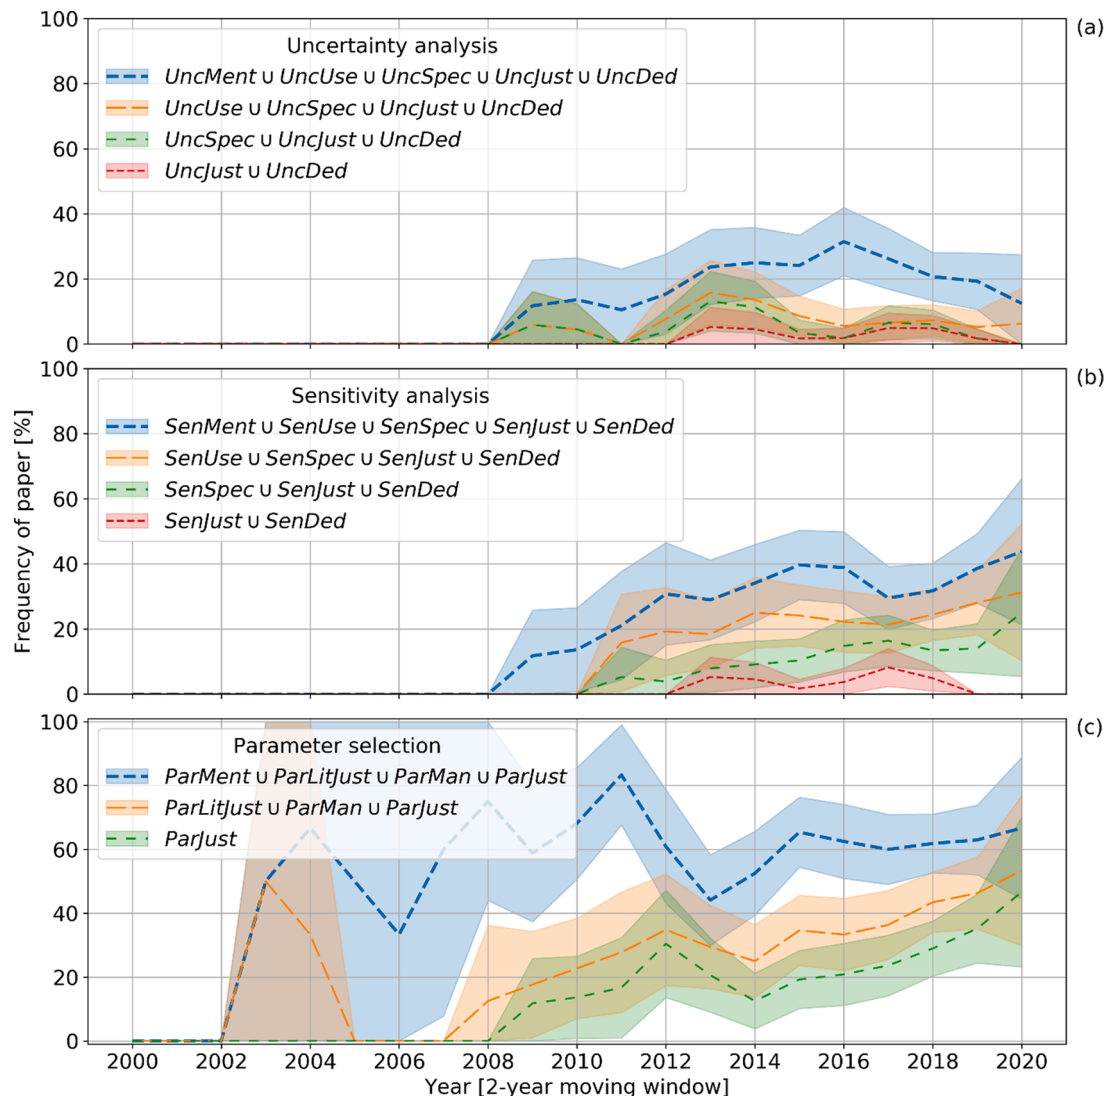 100
80
60
40
20
0
(a)
Uncertainty analysis
UncMent ∪ UncUse ∪ UncSpec ∪ UncJust ∪ UncDed
UncUse ∪ UncSpec ∪ UncJust ∪ UncDed
UncSpec ∪ UncJust ∪ UncDed
UncJust ∪ UncDed
Frequency of paper [%]
100
80
60
40
20
0
(b)
Sensitivity analysis
SenMent ∪ SenUse ∪ SenSpec ∪ SenJust ∪ SenDed
SenUse ∪ SenSpec ∪ SenJust ∪ SenDed
SenSpec ∪ SenJust ∪ SenDed
SenJust ∪ SenDed
100
80
60
40
20
0
(c)
Parameter selection
ParMent ∪ ParLitJust ∪ ParMan ∪ ParJust
ParLitJust ∪ ParMan ∪ ParJust
ParJust
2000 2002 2004 2006 2008 2010 2012 2014 2016 2018 2020
Year [2-year moving window]